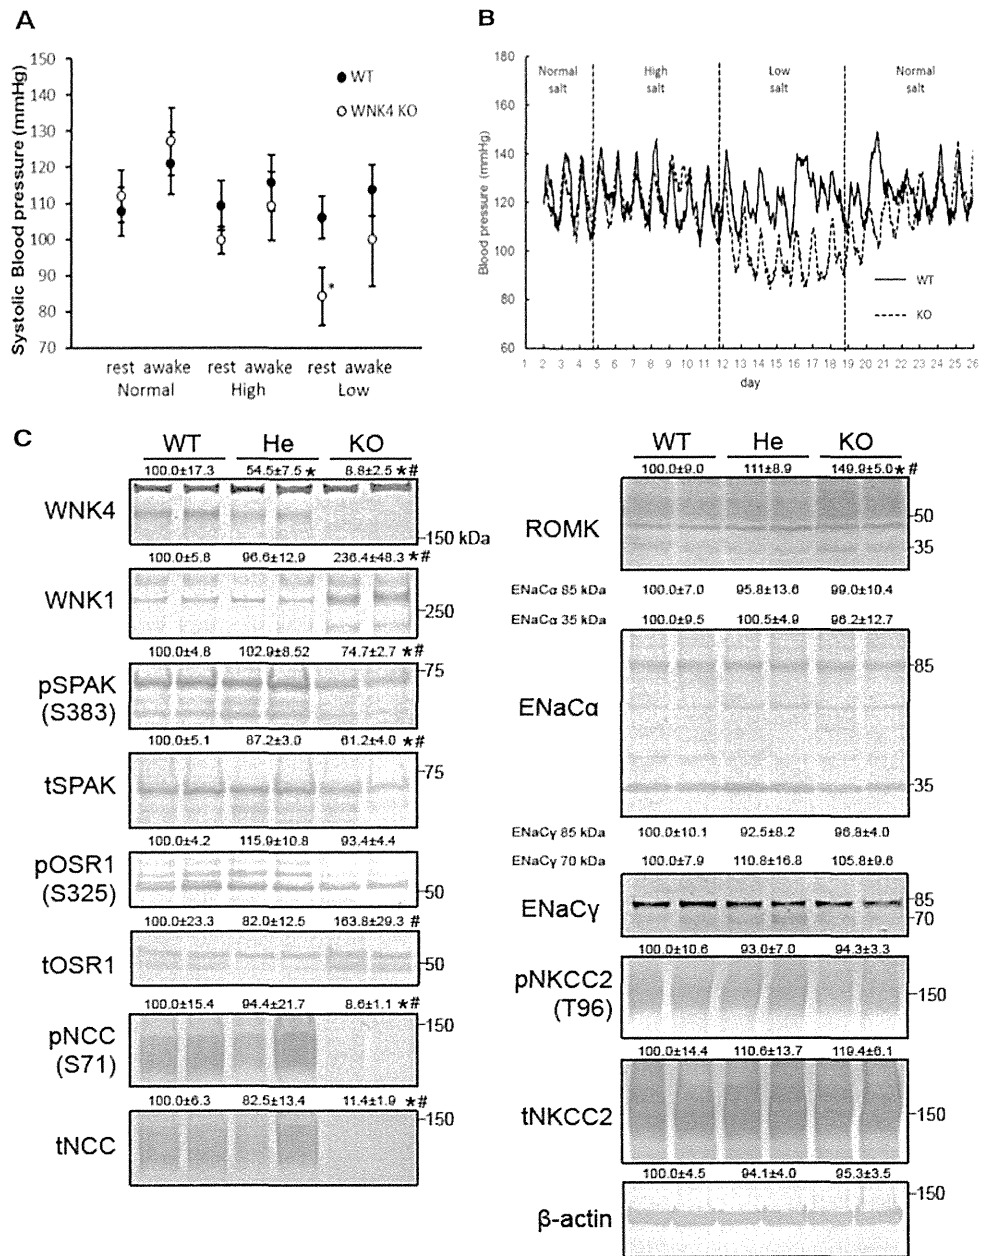 A
Systolic Blood pressure (mmHg)
150
140
130
120
110
100
90
80
70
WT
WNK4 KO
*
rest awake rest awake rest awake
Normal High Low
B
Blood pressure (mmHg)
180
160
140
120
100
80
60
Normal salt
High salt
Low salt
Normal salt
WT
KO
1 2 3 4 5 6 7 8 9 10 11 12 13 14 15 16 17 18 19 20 21 22 23 24 25 26
day
C
WT He KO
100.0±17.3 54.5±7.5 * 8.8±2.5 *#
WNK4
150 kDa
100.0±5.8 96.6±12.9 236.4±48.3 *#
WNK1
250
100.0±4.8 102.9±8.52 74.7±2.7 *#
pSPAK (S383)
75
100.0±5.1 87.2±3.0 61.2±4.0 *#
tSPAK
75
100.0±4.2 115.9±10.8 93.4±4.4
pOSR1 (S325)
50
100.0±23.3 82.0±12.5 163.8±29.3 #
tOSR1
50
100.0±15.4 94.4±21.7 8.6±1.1 *#
pNCC (S71)
150
100.0±6.3 82.5±13.4 11.4±1.9 *#
tNCC
150
WT He KO
100.0±9.0 111±8.9 149.9±5.0 *#
ROMK
50
35
ENaCα 85 kDa 100.0±7.0 95.8±13.6 99.0±10.4
ENaCα 35 kDa 100.0±9.5 100.5±4.9 96.2±12.7
ENaCα
85
35
ENaCγ 85 kDa 100.0±10.1 92.5±8.2 96.8±4.0
ENaCγ 70 kDa 100.0±7.9 110.8±16.8 105.8±9.6
ENaCγ
85
70
100.0±10.6 93.0±7.0 94.3±3.3
pNKCC2 (T96)
150
100.0±14.4 110.6±13.7 119.4±6.1
tNKCC2
150
100.0±4.5 94.1±4.0 95.3±3.5
β-actin
150